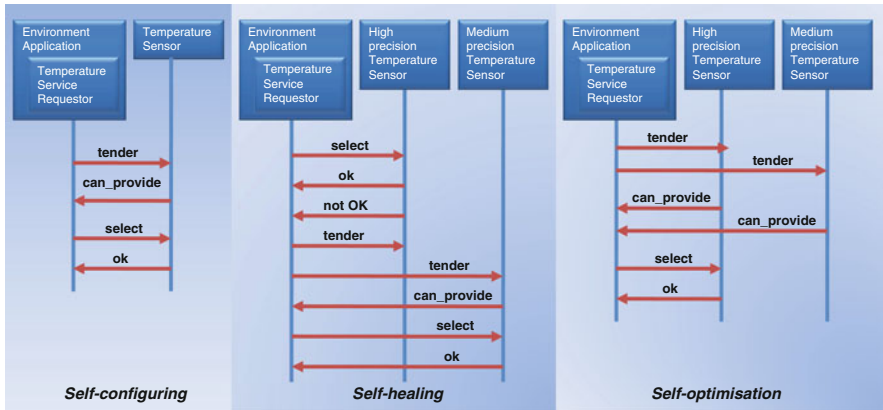 Environment
Application
Temperature
Service
Requestor
Temperature
Sensor
tender
can_provide
select
ok
Self-configuring
Environment
Application
Temperature
Service
Requestor
High
precision
Temperature
Sensor
Medium
precision
Temperature
Sensor
select
ok
not OK
tender
tender
can_provide
select
ok
Self-healing
Environment
Application
Temperature
Service
Requestor
High
precision
Temperature
Sensor
Medium
precision
Temperature
Sensor
tender
tender
can_provide
can_provide
select
ok
Self-optimisation